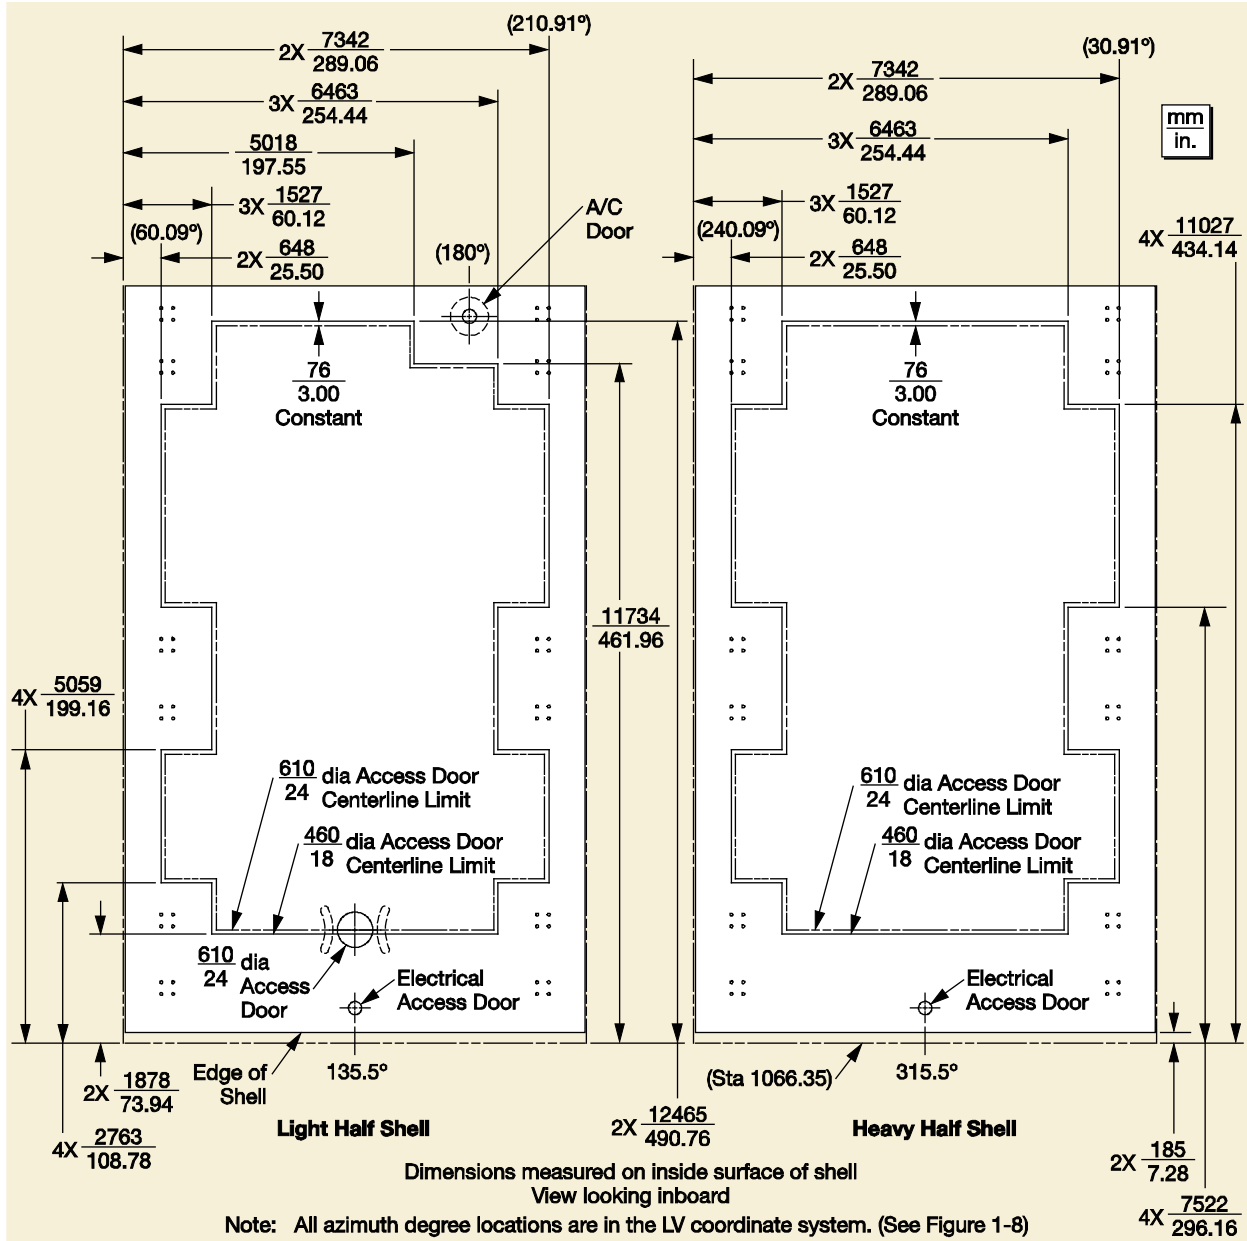 (210.91º)
2X 7342
289.06
3X 6463
254.44
5018
197.55
3X 1527
60.12
(60.09º)
2X 648
25.50
(180º)
A/C
Door
76
3.00
Constant
11734
461.96
4X 5059
199.16
610
24
dia Access Door
Centerline Limit
460
18
dia Access Door
Centerline Limit
610
24
dia
Access
Door
Electrical
Access Door
Edge of
Shell
135.5º
2X 1878
73.94
4X 2763
108.78
Light Half Shell
2X 12465
490.76
(30.91º)
2X 7342
289.06
mm
in.
3X 6463
254.44
3X 1527
60.12
(240.09º)
2X 648
25.50
4X 11027
434.14
76
3.00
Constant
610
24
dia Access Door
Centerline Limit
460
18
dia Access Door
Centerline Limit
Electrical
Access Door
(Sta 1066.35)
315.5º
Heavy Half Shell
2X 185
7.28
4X 7522
296.16
Dimensions measured on inside surface of shell
View looking inboard
Note: All azimuth degree locations are in the LV coordinate system. (See Figure 1-8)